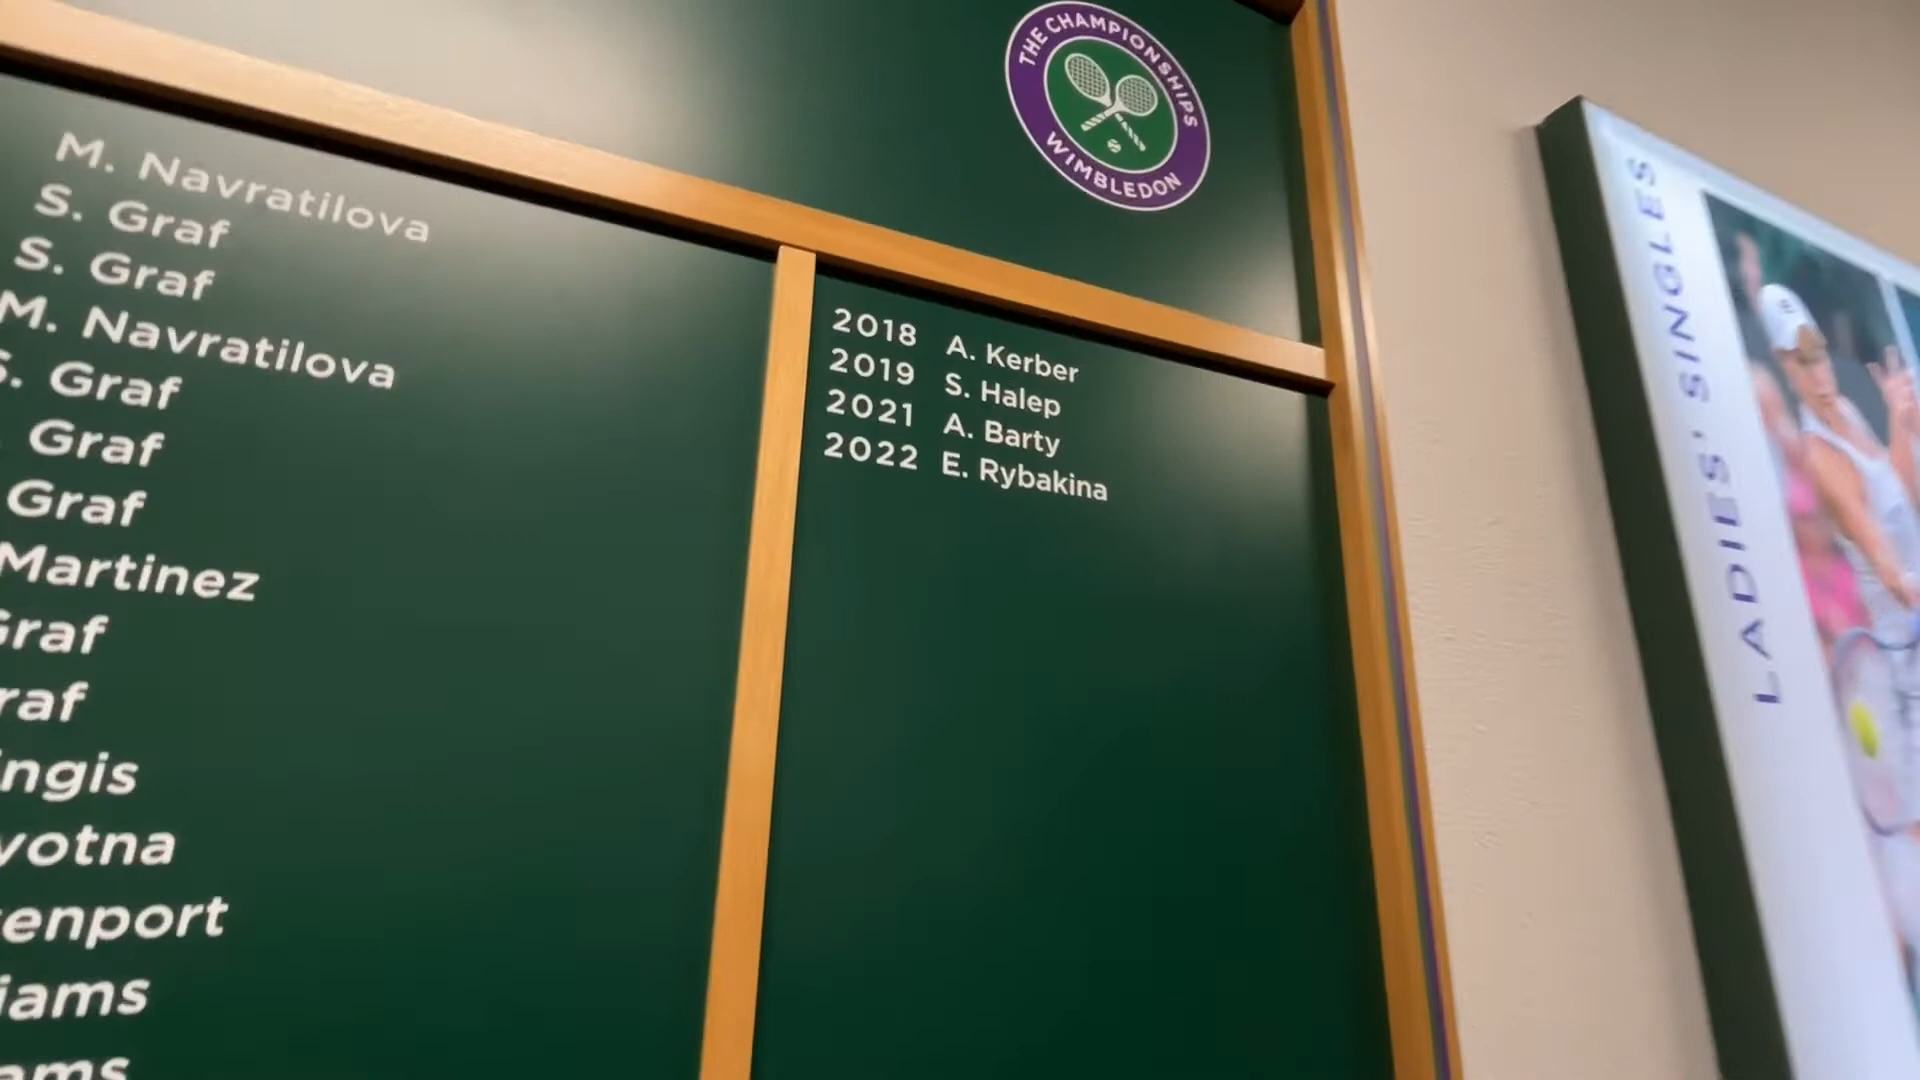 THE CHAMPIONSHIPS
WIMBLEDON
M. Navratilova
S. Graf
S. Graf
M. Navratilova
S. Graf
Graf
Graf
Martinez
Graf
raf
ngis
votna
enport
iams
ams
2018 A. Kerber
2019 S. Halep
2021 A. Barty
2022 E. Rybakina
LADIES' SINGLES